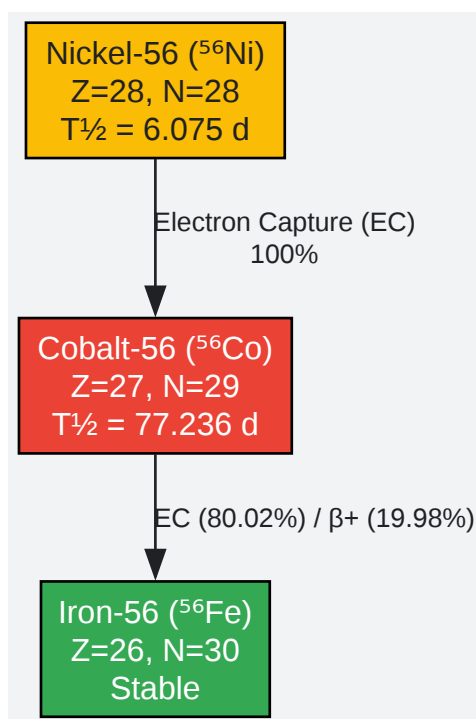 Nickel-56 (⁵⁶Ni)
Z=28, N=28
T½ = 6.075 d
Electron Capture (EC)
100%
Cobalt-56 (⁵⁶Co)
Z=27, N=29
T½ = 77.236 d
EC (80.02%) / β+ (19.98%)
Iron-56 (⁵⁶Fe)
Z=26, N=30
Stable